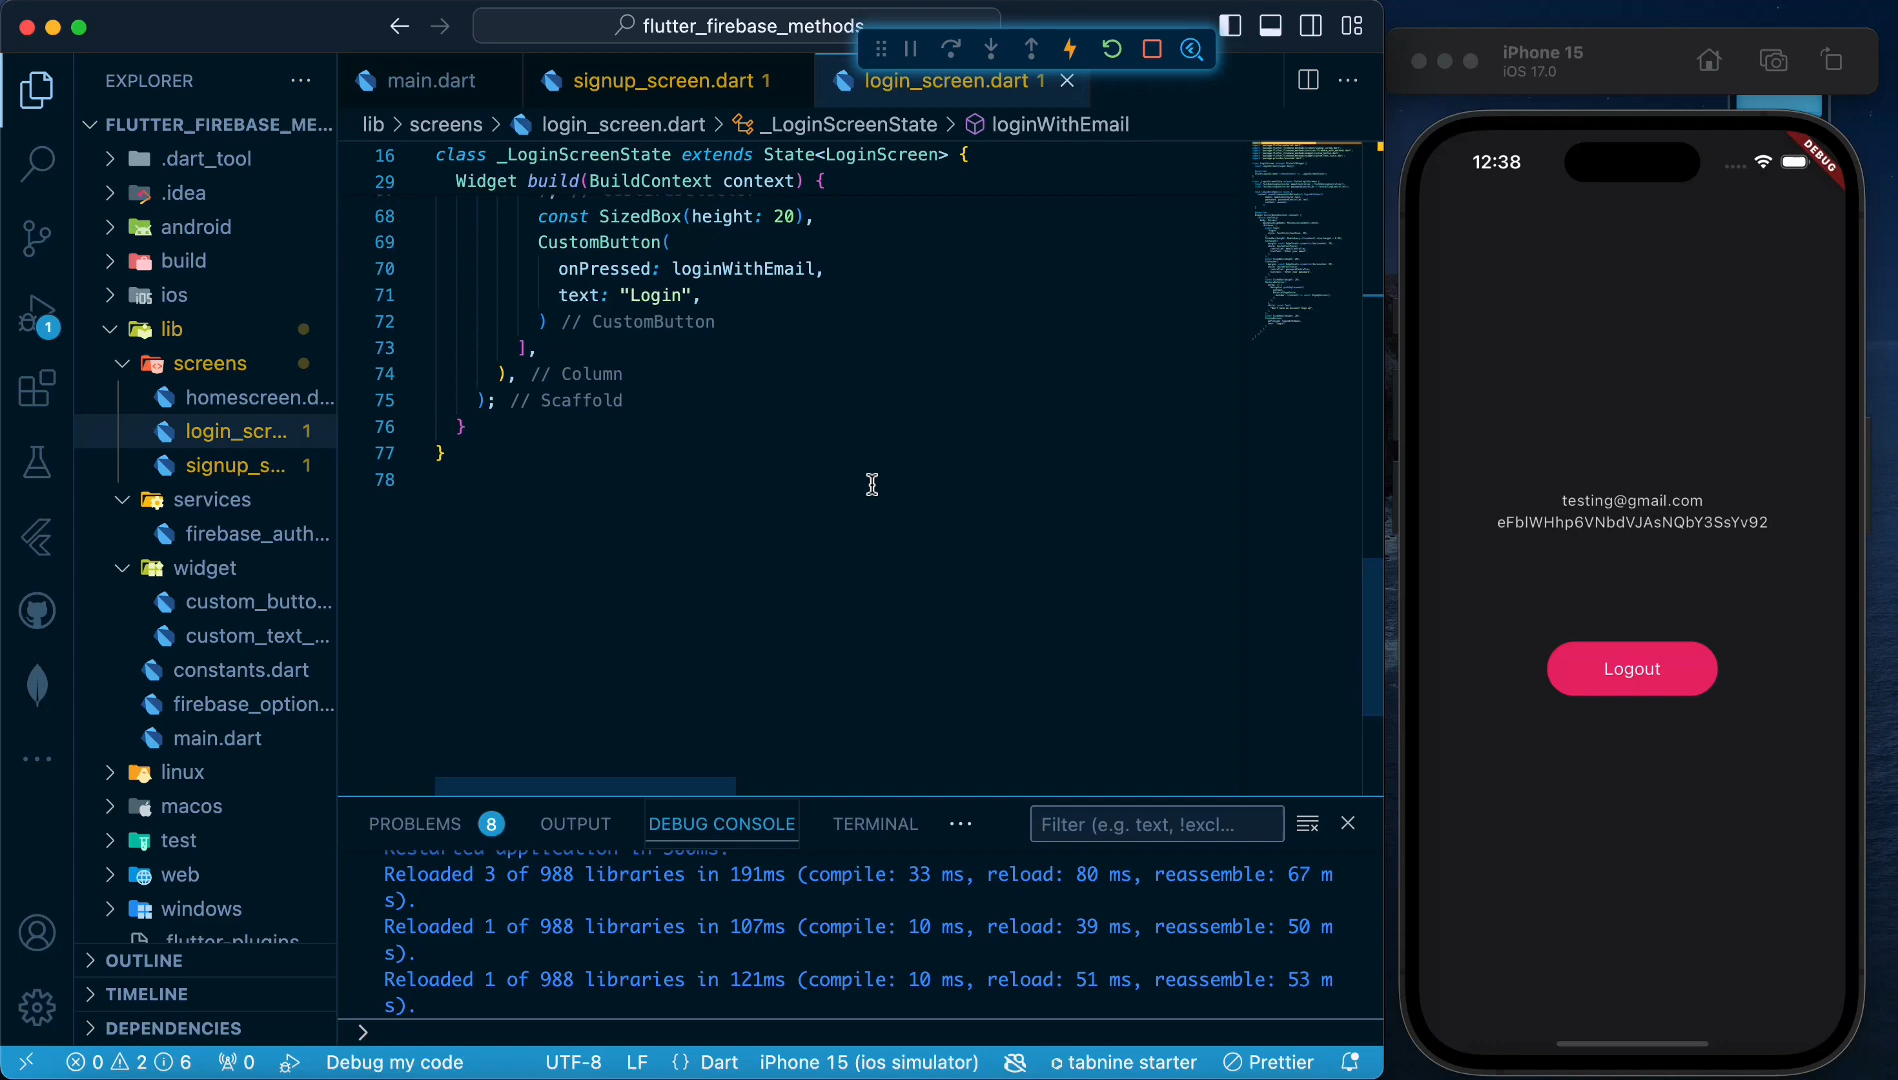 flutter_firebase_methods
iPhone 15
iOS 17.0
EXPLORER
main.dart
signup_screen.dart 1
login_screen.dart 1
FLUTTER_FIREBASE_ME...
lib > screens > login_screen.dart > _LoginScreenState > loginWithEmail
.dart_tool
.idea
android
build
ios
lib
screens
homescreen.d...
login_scr... 1
signup_s... 1
services
firebase_auth...
widget
custom_butto...
custom_text_...
constants.dart
firebase_option...
main.dart
linux
macos
test
web
windows
.flutter-plugins
OUTLINE
TIMELINE
DEPENDENCIES
1
16 class _LoginScreenState extends State<LoginScreen> {
29 Widget build(BuildContext context) {
68 const SizedBox(height: 20),
69 CustomButton(
70 onPressed: loginWithEmail,
71 text: "Login",
72 ) // CustomButton
73 ],
74 ), // Column
75 ); // Scaffold
76 }
77 }
78
PROBLEMS 8 OUTPUT DEBUG CONSOLE TERMINAL
Filter (e.g. text, !excl...
Restarted application in 500ms.
Reloaded 3 of 988 libraries in 191ms (compile: 33 ms, reload: 80 ms, reassemble: 67 m
s).
Reloaded 1 of 988 libraries in 107ms (compile: 10 ms, reload: 39 ms, reassemble: 50 m
s).
Reloaded 1 of 988 libraries in 121ms (compile: 10 ms, reload: 51 ms, reassemble: 53 m
s).
>
0 2 6 0 Debug my code UTF-8 LF {} Dart iPhone 15 (ios simulator) tabnine starter Prettier
12:38
DEBUG
testing@gmail.com
eFblWHhp6VNbdVJAsNQbY3SsYv92
Logout